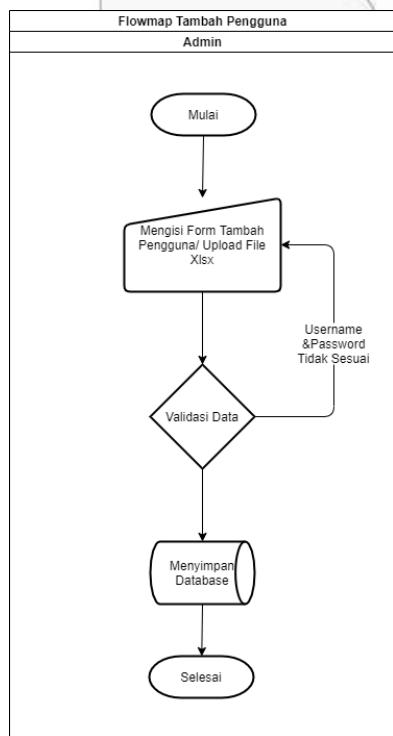 Flowmap Tambah Pengguna
Admin
Mulai
Mengisi Form Tambah
Pengguna/ Upload File
Xlsx
Username
&Password
Tidak Sesuai
Validasi Data
Menyimpan
Database
Selesai